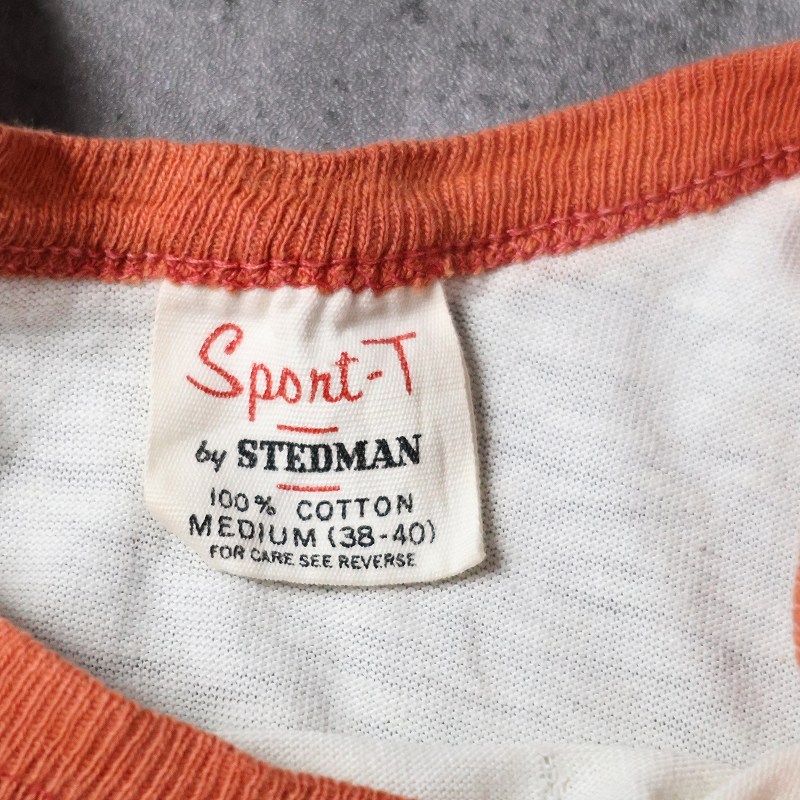 Sport-T
by STEDMAN
100% COTTON
MEDIUM (38-40)
FOR CARE SEE REVERSE